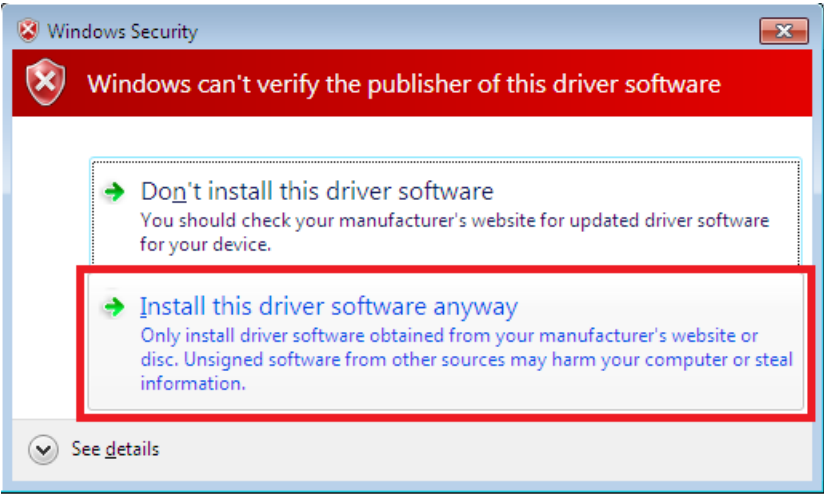 Windows Security
Windows can't verify the publisher of this driver software
Don't install this driver software
You should check your manufacturer's website for updated driver software
for your device.
Install this driver software anyway
Only install driver software obtained from your manufacturer's website or
disc. Unsigned software from other sources may harm your computer or steal
information.
See details